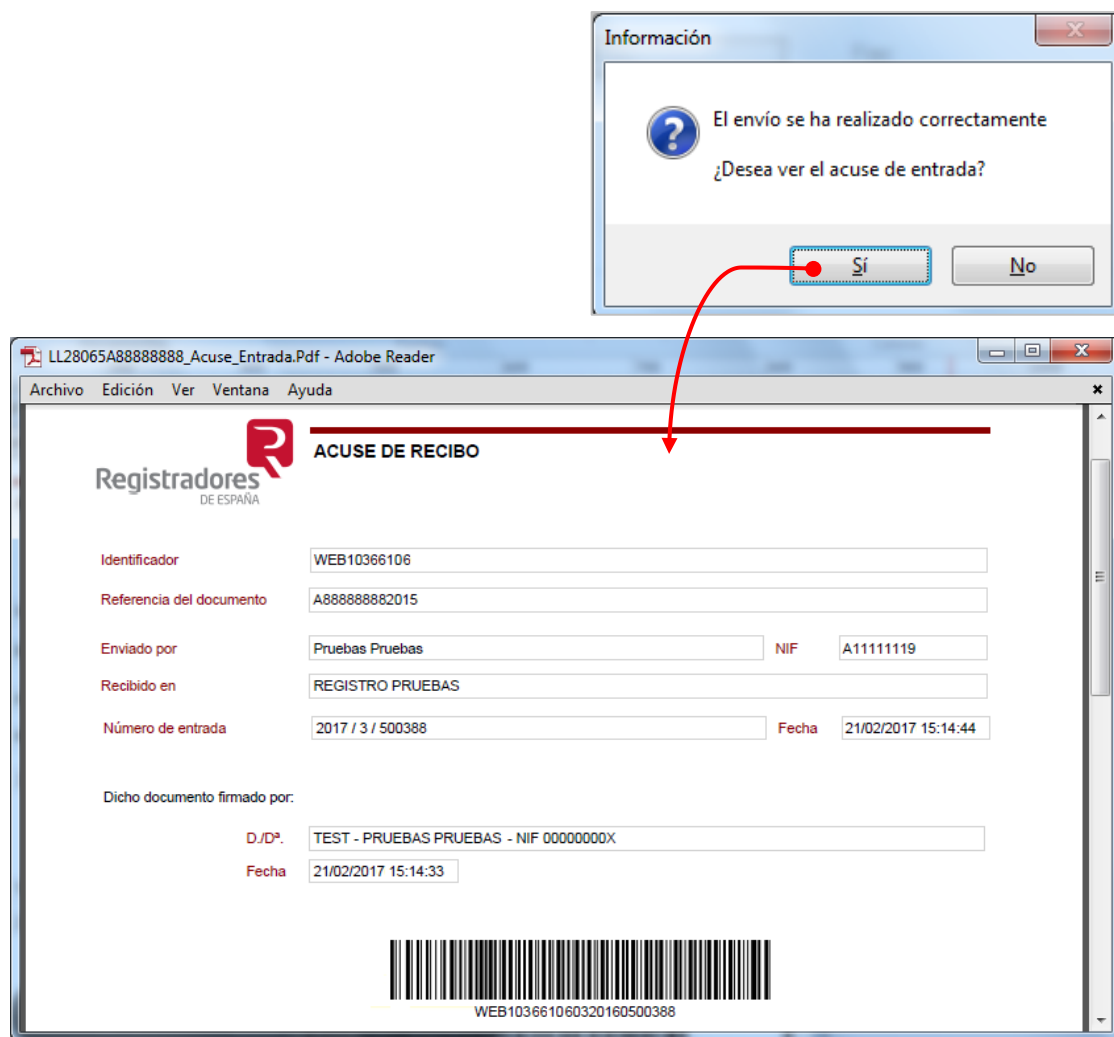 Información
El envío se ha realizado correctamente
¿Desea ver el acuse de entrada?
Sí No
LL28065A88888888_Acuse_Entrada.Pdf - Adobe Reader
Archivo Edición Ver Ventana Ayuda
Registradores
DE ESPAÑA
ACUSE DE RECIBO
Identificador WEB10366106
Referencia del documento A888888882015
Enviado por Pruebas Pruebas NIF A11111119
Recibido en REGISTRO PRUEBAS
Número de entrada 2017 / 3 / 500388 Fecha 21/02/2017 15:14:44
Dicho documento firmado por:
D./Dª. TEST - PRUEBAS PRUEBAS - NIF 00000000X
Fecha 21/02/2017 15:14:33
WEB103661060320160500388